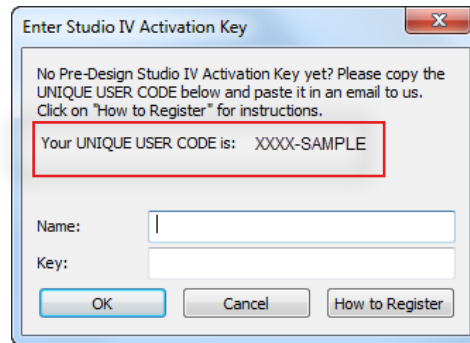 Enter Studio IV Activation Key
No Pre-Design Studio IV Activation Key yet? Please copy the
UNIQUE USER CODE below and paste it in an email to us.
Click on "How to Register" for instructions.
Your UNIQUE USER CODE is: XXXX-SAMPLE
Name:
Key:
OK Cancel How to Register